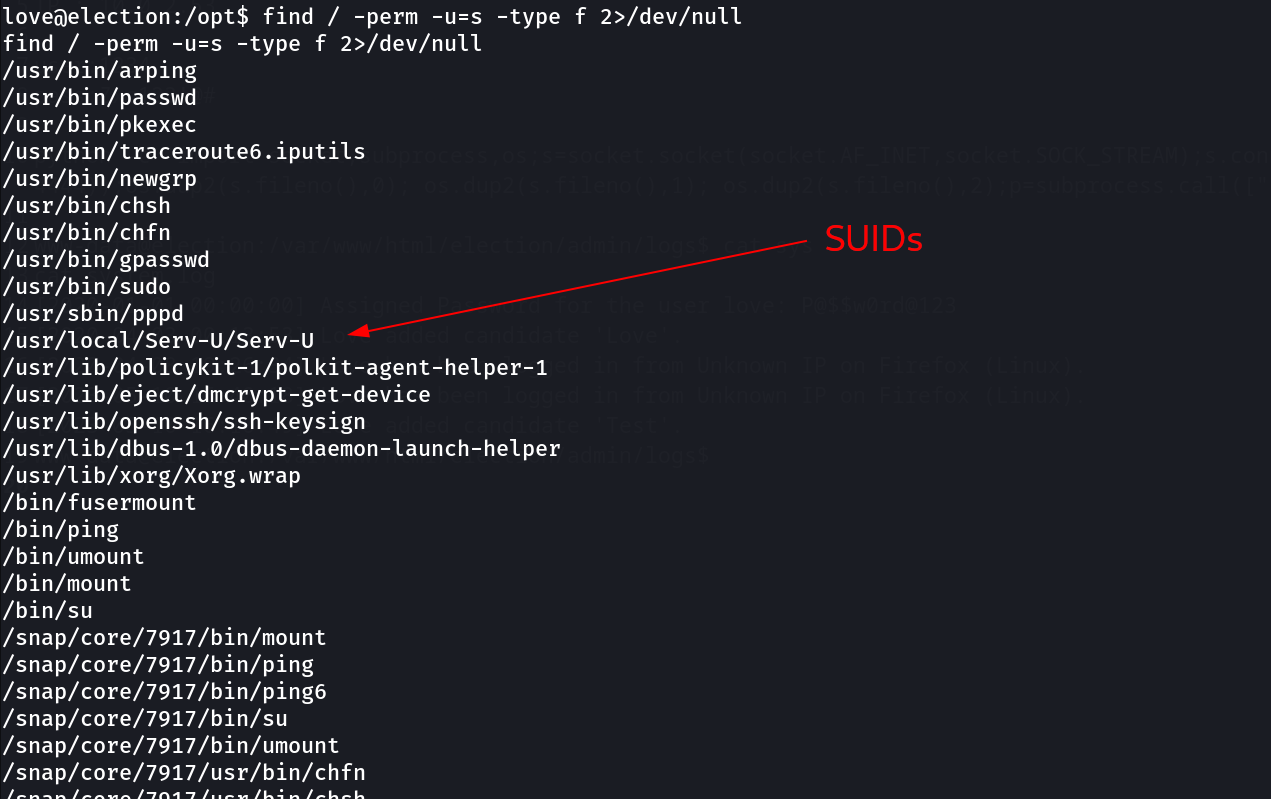 love@election:/opt$ find / -perm -u=s -type f 2>/dev/null
find / -perm -u=s -type f 2>/dev/null
/usr/bin/arping
/usr/bin/passwd
/usr/bin/pkexec
/usr/bin/traceroute6.iputils
/usr/bin/newgrp
/usr/bin/chsh
/usr/bin/chfn
/usr/bin/gpasswd
/usr/bin/sudo
/usr/sbin/pppd
SUIDs
/usr/local/Serv-U/Serv-U
/usr/lib/policykit-1/polkit-agent-helper-1
/usr/lib/eject/dmcrypt-get-device
/usr/lib/openssh/ssh-keysign
/usr/lib/dbus-1.0/dbus-daemon-launch-helper
/usr/lib/xorg/Xorg.wrap
/bin/fusermount
/bin/ping
/bin/umount
/bin/mount
/bin/su
/snap/core/7917/bin/mount
/snap/core/7917/bin/ping
/snap/core/7917/bin/ping6
/snap/core/7917/bin/su
/snap/core/7917/bin/umount
/snap/core/7917/usr/bin/chfn
/snap/core/7917/usr/bin/chsh